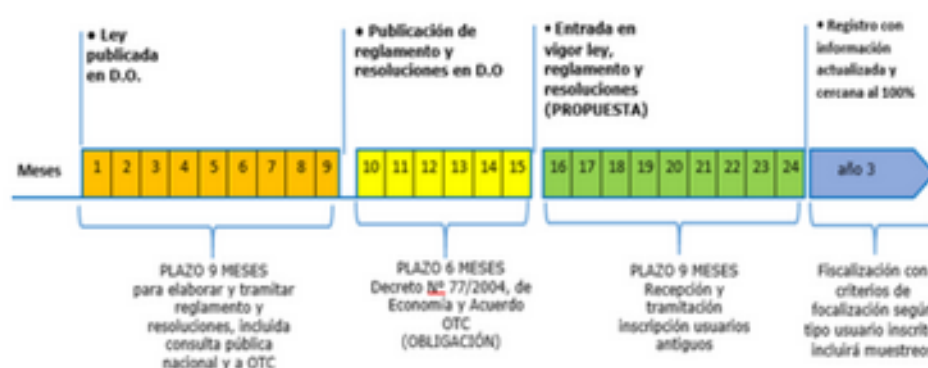 • Ley
publicada
en D.O.
• Publicación de
reglamento y
resoluciones en D.O
• Entrada en
vigor ley,
reglamento y
resoluciones
(PROPUESTA)
• Registro con
información
actualizada y
cercana al 100%
Meses 1 2 3 4 5 6 7 8 9 10 11 12 13 14 15 16 17 18 19 20 21 22 23 24 año 3
PLAZO 9 MESES
para elaborar y tramitar
reglamento y
resoluciones, incluida
consulta pública
nacional y a OTC
PLAZO 6 MESES
Decreto Nº 77/2004, de
Economía y Acuerdo
OTC
(OBLIGACIÓN)
PLAZO 9 MESES
Recepción y
tramitación
inscripción usuarios
antiguos
Fiscalización con
criterios de
focalización segú
tipo usuario inscrit
incluirá muestreo